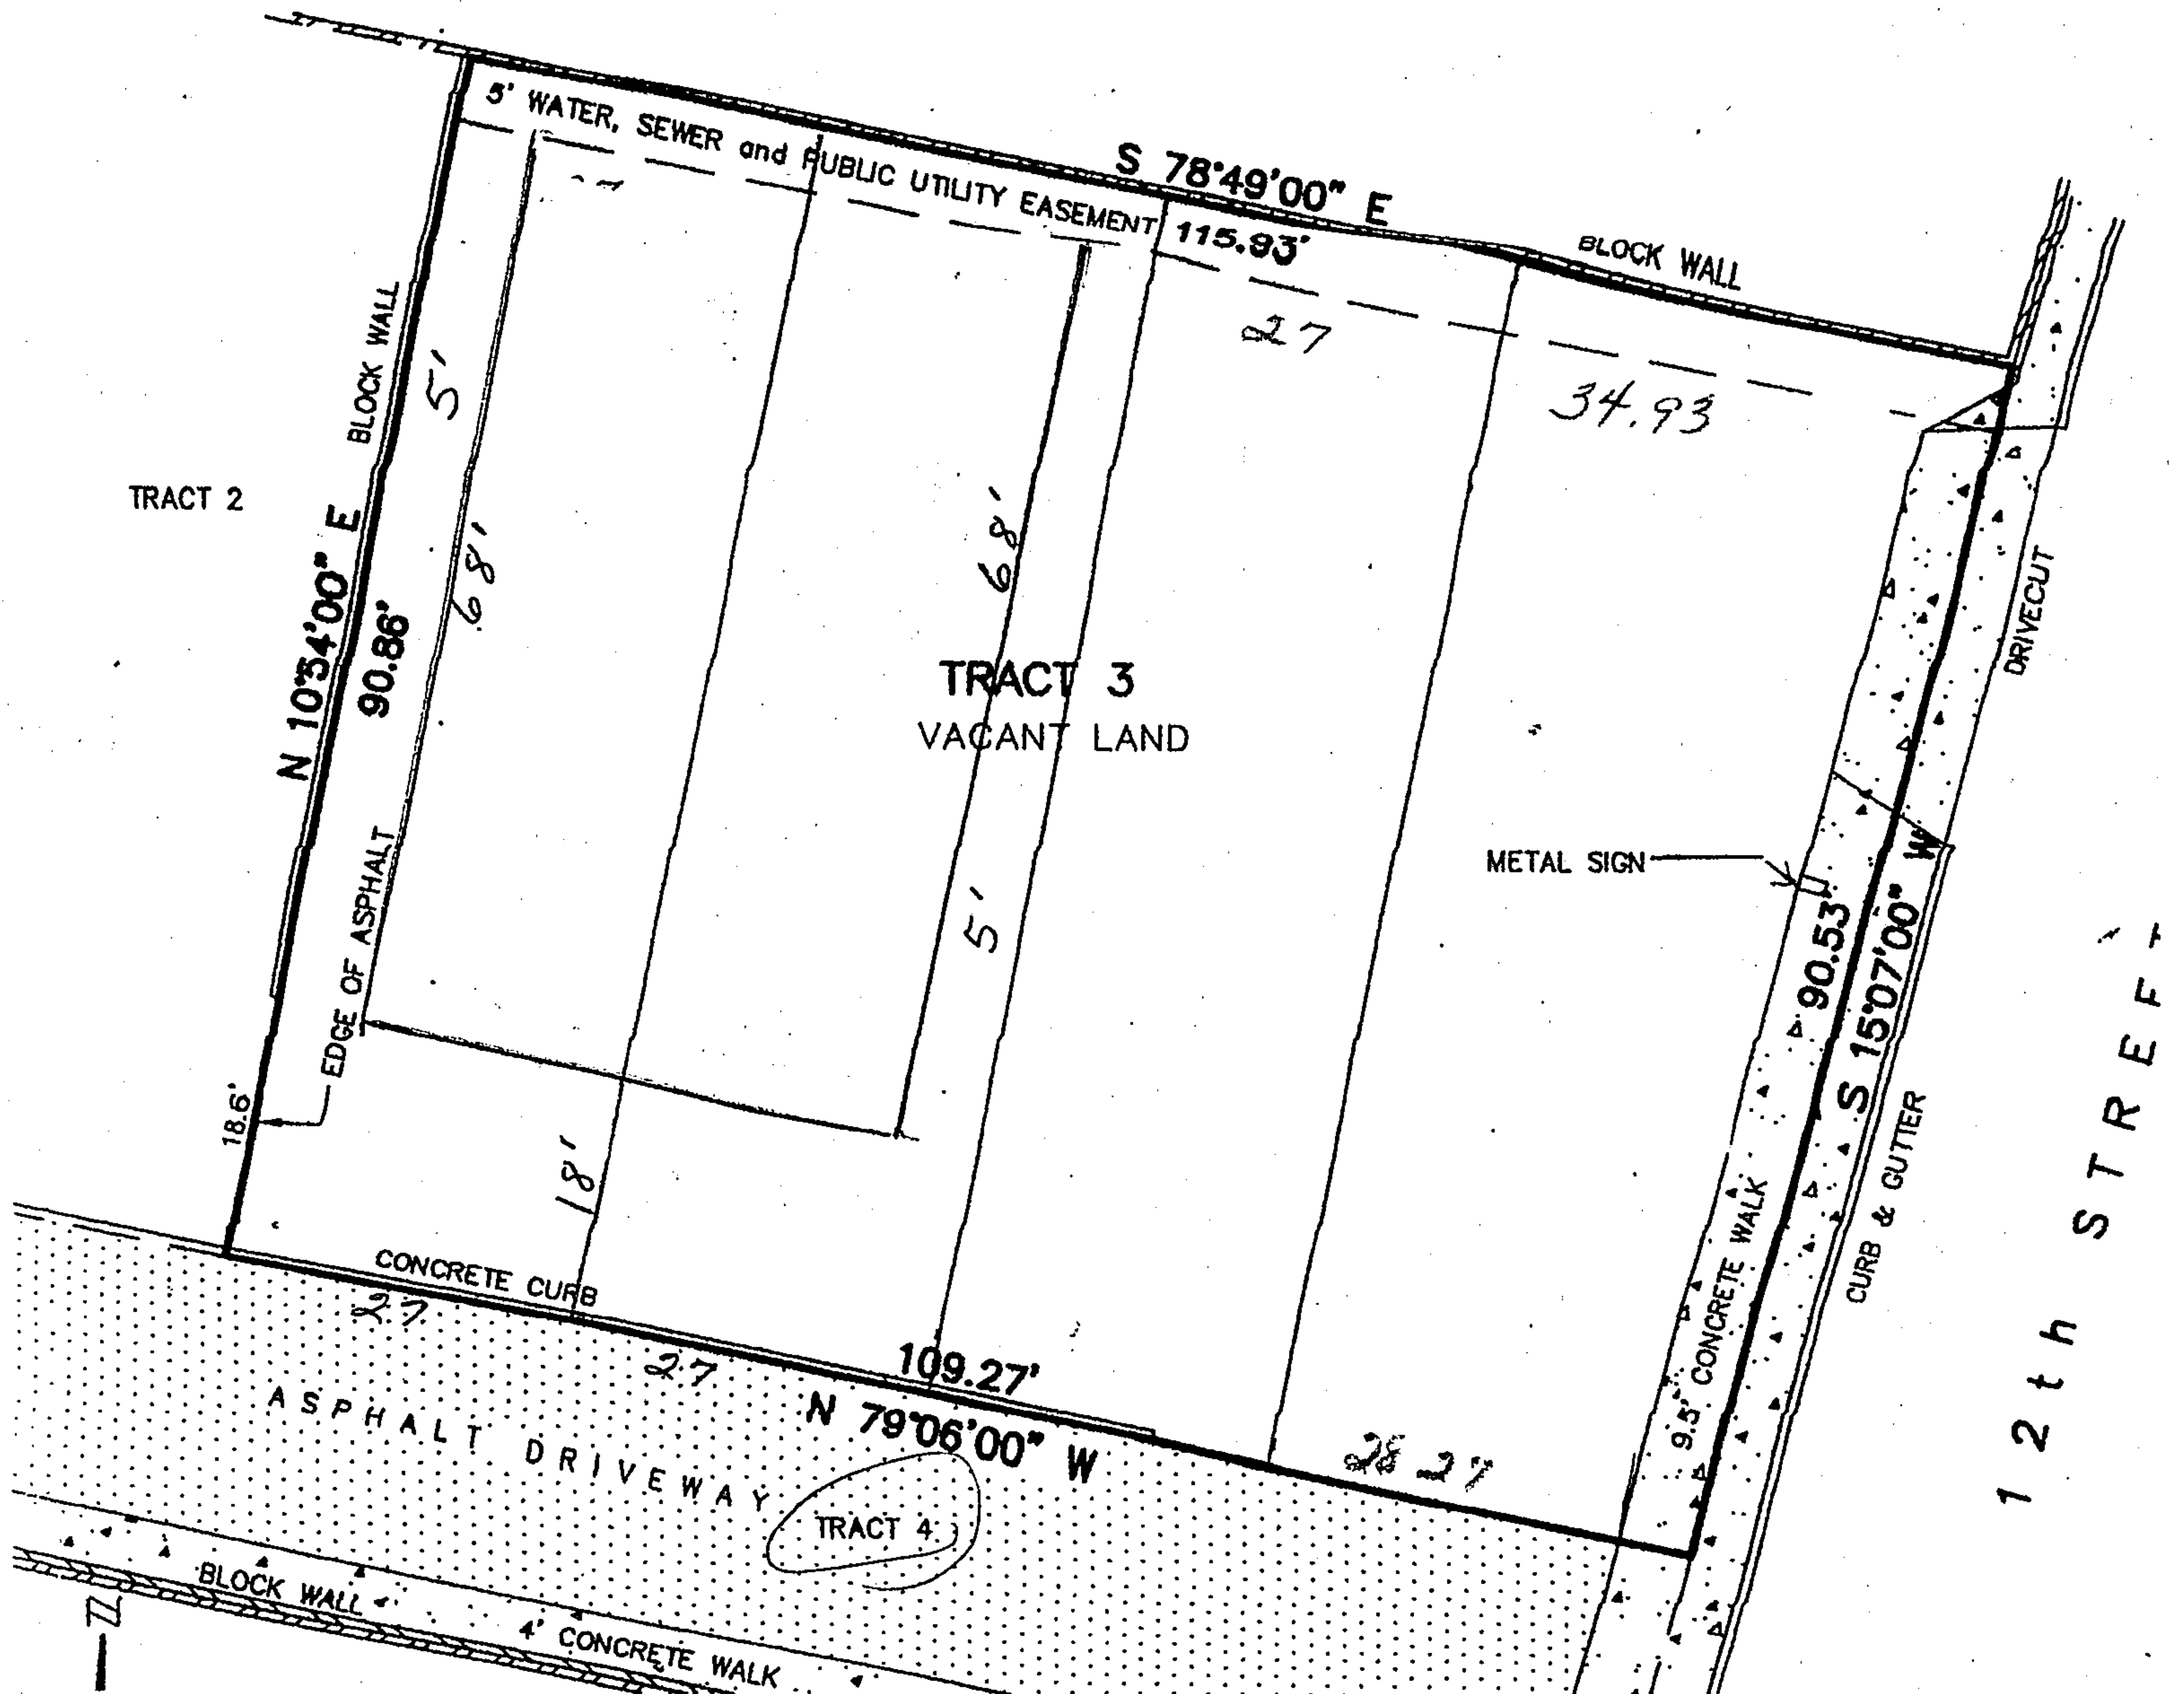 5' WATER, SEWER and PUBLIC UTILITY EASEMENT
S 78°49'00" E
115.93'
BLOCK WALL
27
34.93
BLOCK WALL
5'
68'
68'
TRACT 2
N 10°54'00" E
90.86'
TRACT 3
VACANT LAND
DRIVECUT
METAL SIGN
90.53'
S 15°07'00" W
5'
EDGE OF ASPHALT
18.6'
18'
CURB & GUTTER
12th
9.5' CONCRETE WALK
CONCRETE CURB
27
27
109.27'
N 79°06'00" W
28.27
ASPHALT DRIVEWAY
TRACT 4
BLOCK WALL
4' CONCRETE WALK
N